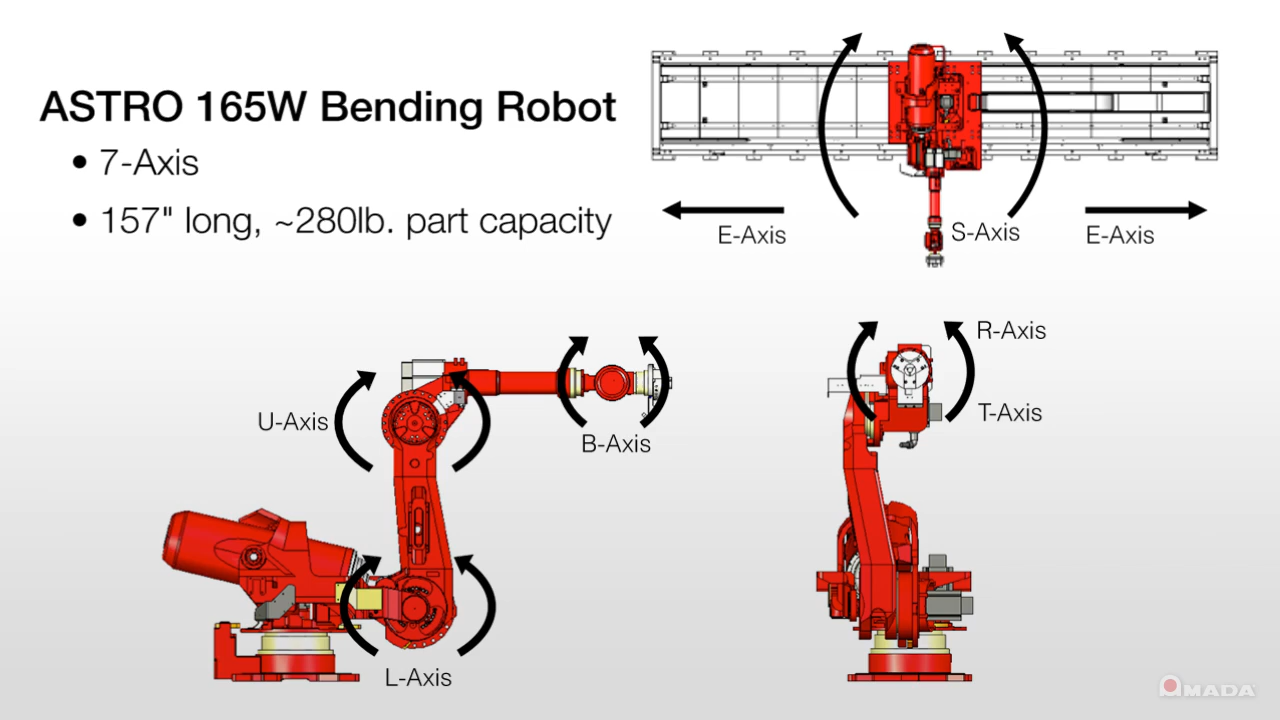 ASTRO 165W Bending Robot
• 7-Axis
• 157" long, ~280lb. part capacity
E-Axis
S-Axis
E-Axis
R-Axis
T-Axis
U-Axis
B-Axis
L-Axis
AMADA